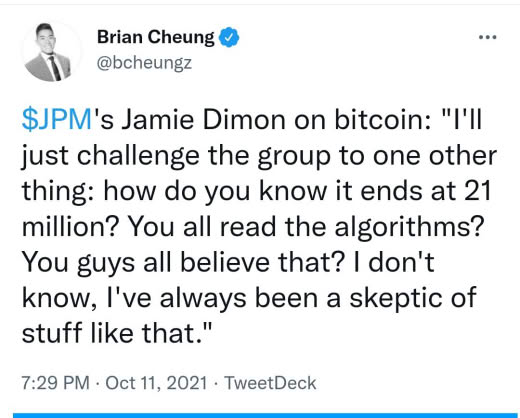 Brian Cheung
@bcheungz
$JPM's Jamie Dimon on bitcoin: "I'll
just challenge the group to one other
thing: how do you know it ends at 21
million? You all read the algorithms?
You guys all believe that? I don't
know, I've always been a skeptic of
stuff like that."
7:29 PM · Oct 11, 2021 · TweetDeck